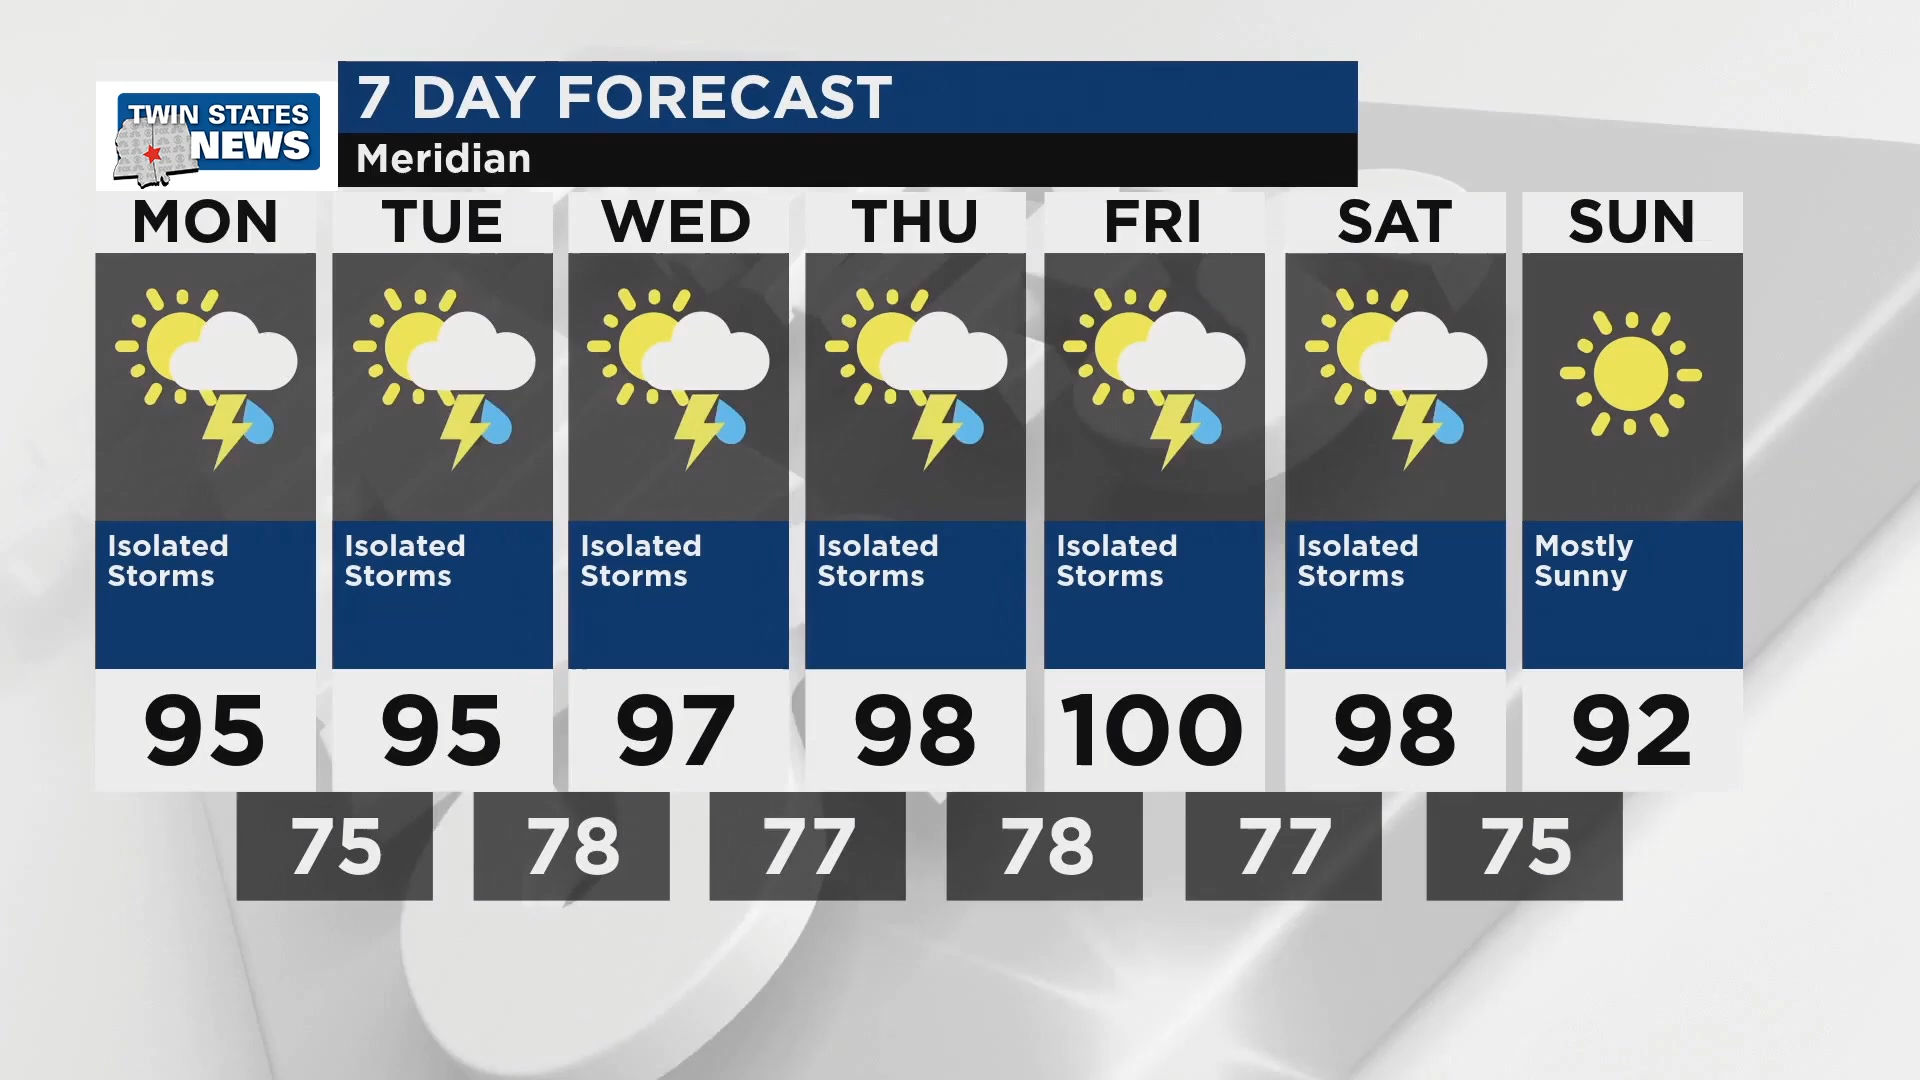 TWIN STATES
NEWS
7 DAY FORECAST
Meridian
MON
TUE
WED
THU
FRI
SAT
SUN
Isolated
Storms
Isolated
Storms
Isolated
Storms
Isolated
Storms
Isolated
Storms
Isolated
Storms
Mostly
Sunny
95
95
97
98
100
98
92
75
78
77
78
77
75